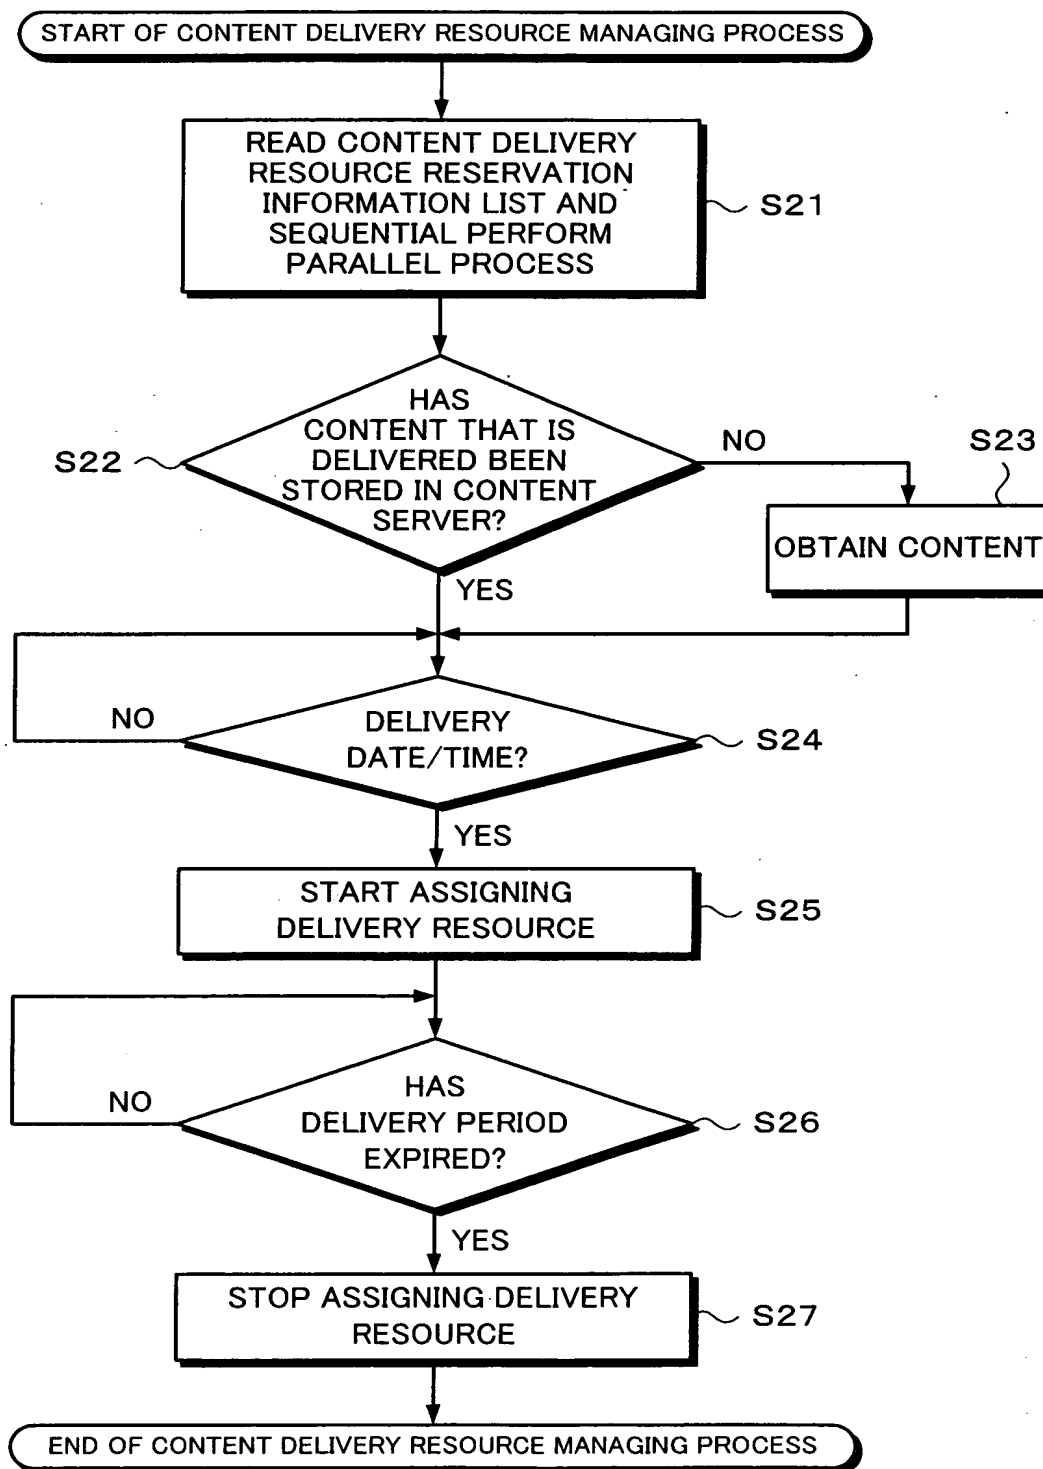 START OF CONTENT DELIVERY RESOURCE MANAGING PROCESS
READ CONTENT DELIVERY
RESOURCE RESERVATION
INFORMATION LIST AND
SEQUENTIAL PERFORM
PARALLEL PROCESS
S21
HAS
CONTENT THAT IS
DELIVERED BEEN
STORED IN CONTENT
SERVER?
S22
NO
S23
OBTAIN CONTENT
YES
DELIVERY
DATE/TIME?
NO
S24
YES
START ASSIGNING
DELIVERY RESOURCE
S25
HAS
DELIVERY PERIOD
EXPIRED?
NO
S26
YES
STOP ASSIGNING DELIVERY
RESOURCE
S27
END OF CONTENT DELIVERY RESOURCE MANAGING PROCESS